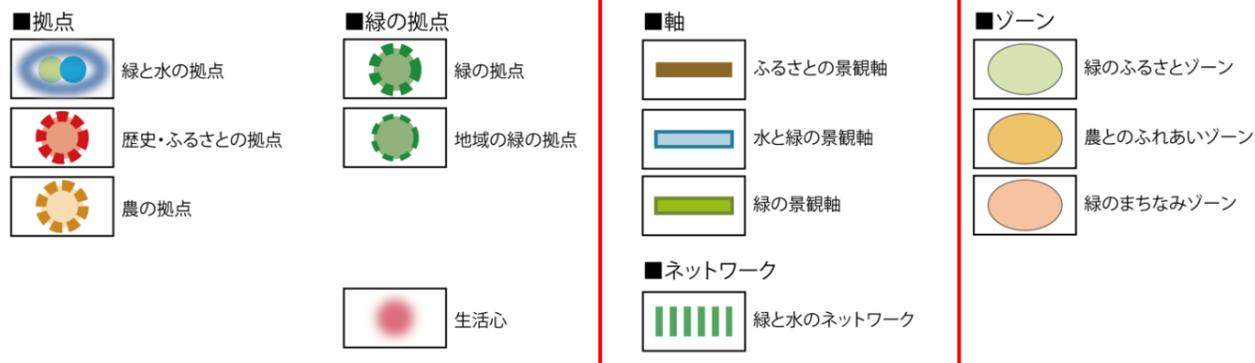 ■拠点
緑と水の拠点
歴史・ふるさとの拠点
農の拠点
■緑の拠点
緑の拠点
地域の緑の拠点
生活心
■軸
ふるさとの景観軸
水と緑の景観軸
緑の景観軸
■ネットワーク
緑と水のネットワーク
■ゾーン
緑のふるさとゾーン
農とのふれあいゾーン
緑のまちなみゾーン